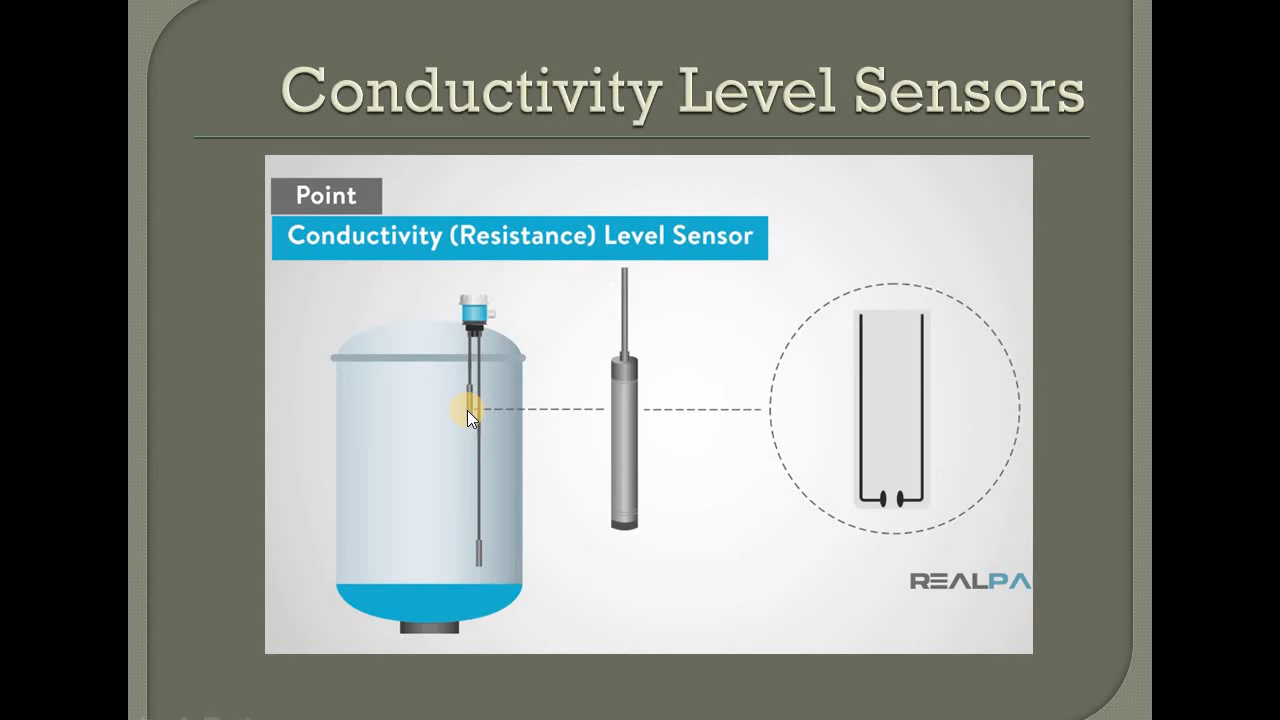 Conductivity Level Sensors
Point
Conductivity (Resistance) Level Sensor
REALPA